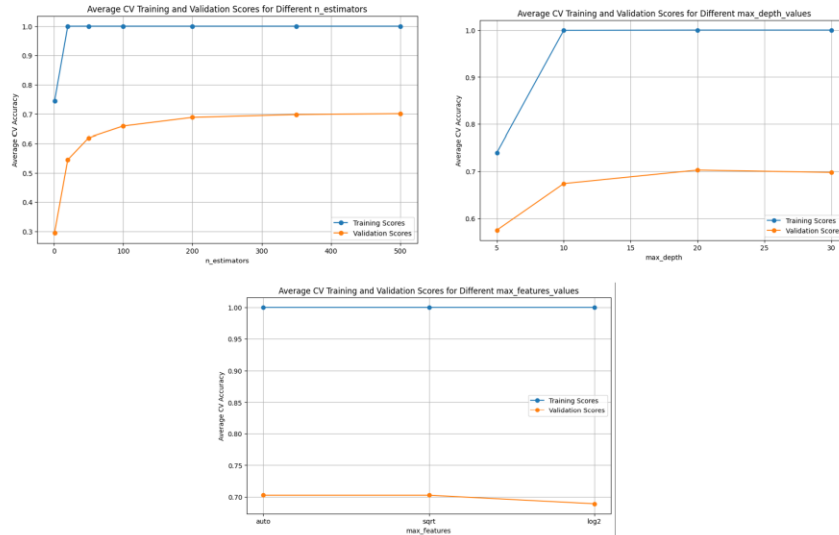 Average CV Training and Validation Scores for Different n_estimators
1.0
0.9
0.8
0.7
0.6
0.5
0.4
0.3
Average CV Accuracy
0
100
200
300
400
500
n_estimators
Training Scores
Validation Scores
Average CV Training and Validation Scores for Different max_depth_values
1.0
0.9
0.8
0.7
0.6
Average CV Accuracy
5
10
15
20
25
30
max_depth
Training Scores
Validation Scores
Average CV Training and Validation Scores for Different max_features_values
1.00
0.95
0.90
0.85
0.80
0.75
0.70
Average CV Accuracy
auto
sqrt
log2
max_features
Training Scores
Validation Scores